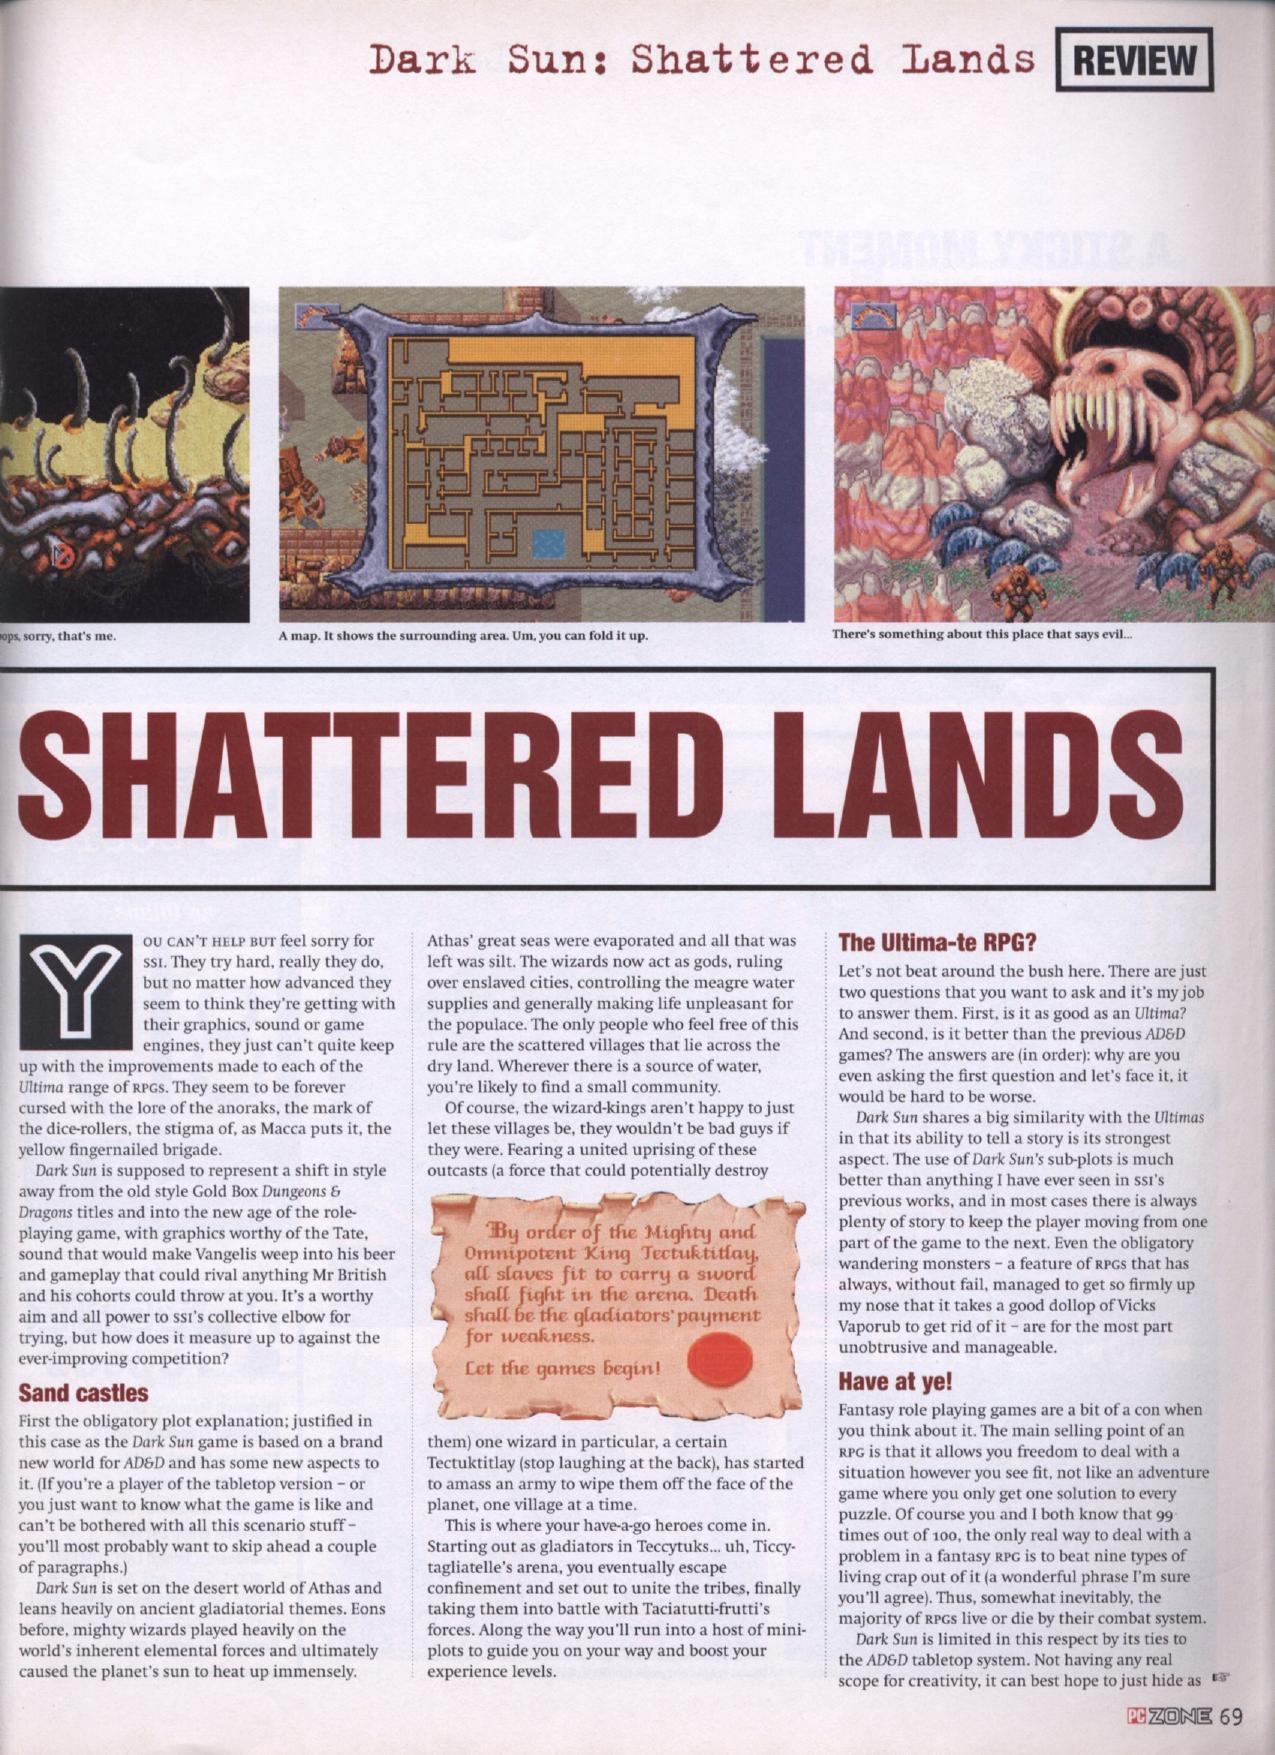 Dark Sun: Shattered Lands REVIEW
ops, sorry, that's me.
A map. It shows the surrounding area. Um, you can fold it up.
There's something about this place that says evil...
SHATTERED LANDS
YOU CAN'T HELP BUT feel sorry for
SSI. They try hard, really they do,
but no matter how advanced they
seem to think they're getting with
their graphics, sound or game
engines, they just can't quite keep
up with the improvements made to each of the
Ultima range of RPGS. They seem to be forever
cursed with the lore of the anoraks, the mark of
the dice-rollers, the stigma of, as Macca puts it, the
yellow fingernailed brigade.
Dark Sun is supposed to represent a shift in style
away from the old style Gold Box Dungeons &
Dragons titles and into the new age of the role-
playing game, with graphics worthy of the Tate,
sound that would make Vangelis weep into his beer
and gameplay that could rival anything Mr British
and his cohorts could throw at you. It's a worthy
aim and all power to SSI's collective elbow for
trying, but how does it measure up to against the
ever-improving competition?
Sand castles
First the obligatory plot explanation; justified in
this case as the Dark Sun game is based on a brand
new world for AD&D and has some new aspects to
it. (If you're a player of the tabletop version – or
you just want to know what the game is like and
can't be bothered with all this scenario stuff –
you'll most probably want to skip ahead a couple
of paragraphs.)
Dark Sun is set on the desert world of Athas and
leans heavily on ancient gladiatorial themes. Eons
before, mighty wizards played heavily on the
world's inherent elemental forces and ultimately
caused the planet's sun to heat up immensely.
Athas' great seas were evaporated and all that was
left was silt. The wizards now act as gods, ruling
over enslaved cities, controlling the meagre water
supplies and generally making life unpleasant for
the populace. The only people who feel free of this
rule are the scattered villages that lie across the
dry land. Wherever there is a source of water,
you're likely to find a small community.
Of course, the wizard-kings aren't happy to just
let these villages be, they wouldn't be bad guys if
they were. Fearing a united uprising of these
outcasts (a force that could potentially destroy
By order of the Mighty and
Omnipotent King Tectuktitlay,
all slaves fit to carry a sword
shall fight in the arena. Death
shall be the gladiators' payment
for weakness.
Let the games begin!
them) one wizard in particular, a certain
Tectuktitlay (stop laughing at the back), has started
to amass an army to wipe them off the face of the
planet, one village at a time.
This is where your have-a-go heroes come in.
Starting out as gladiators in Teccytuks... uh, Ticcy-
tagliatelle's arena, you eventually escape
confinement and set out to unite the tribes, finally
taking them into battle with Taciatutti-frutti's
forces. Along the way you'll run into a host of mini-
plots to guide you on your way and boost your
experience levels.
The Ultima-te RPG?
Let's not beat around the bush here. There are just
two questions that you want to ask and it's my job
to answer them. First, is it as good as an Ultima?
And second, is it better than the previous AD&D
games? The answers are (in order): why are you
even asking the first question and let's face it, it
would be hard to be worse.
Dark Sun shares a big similarity with the Ultimas
in that its ability to tell a story is its strongest
aspect. The use of Dark Sun's sub-plots is much
better than anything I have ever seen in SSI's
previous works, and in most cases there is always
plenty of story to keep the player moving from one
part of the game to the next. Even the obligatory
wandering monsters – a feature of RPGS that has
always, without fail, managed to get so firmly up
my nose that it takes a good dollop of Vicks
Vaporub to get rid of it – are for the most part
unobtrusive and manageable.
Have at ye!
Fantasy role playing games are a bit of a con when
you think about it. The main selling point of an
RPG is that it allows you freedom to deal with a
situation however you see fit, not like an adventure
game where you only get one solution to every
puzzle. Of course you and I both know that 99
times out of 100, the only real way to deal with a
problem in a fantasy RPG is to beat nine types of
living crap out of it (a wonderful phrase I'm sure
you'll agree). Thus, somewhat inevitably, the
majority of RPGS live or die by their combat system.
Dark Sun is limited in this respect by its ties to
the AD&D tabletop system. Not having any real
scope for creativity, it can best hope to just hide as ☞
PC ZONE 69